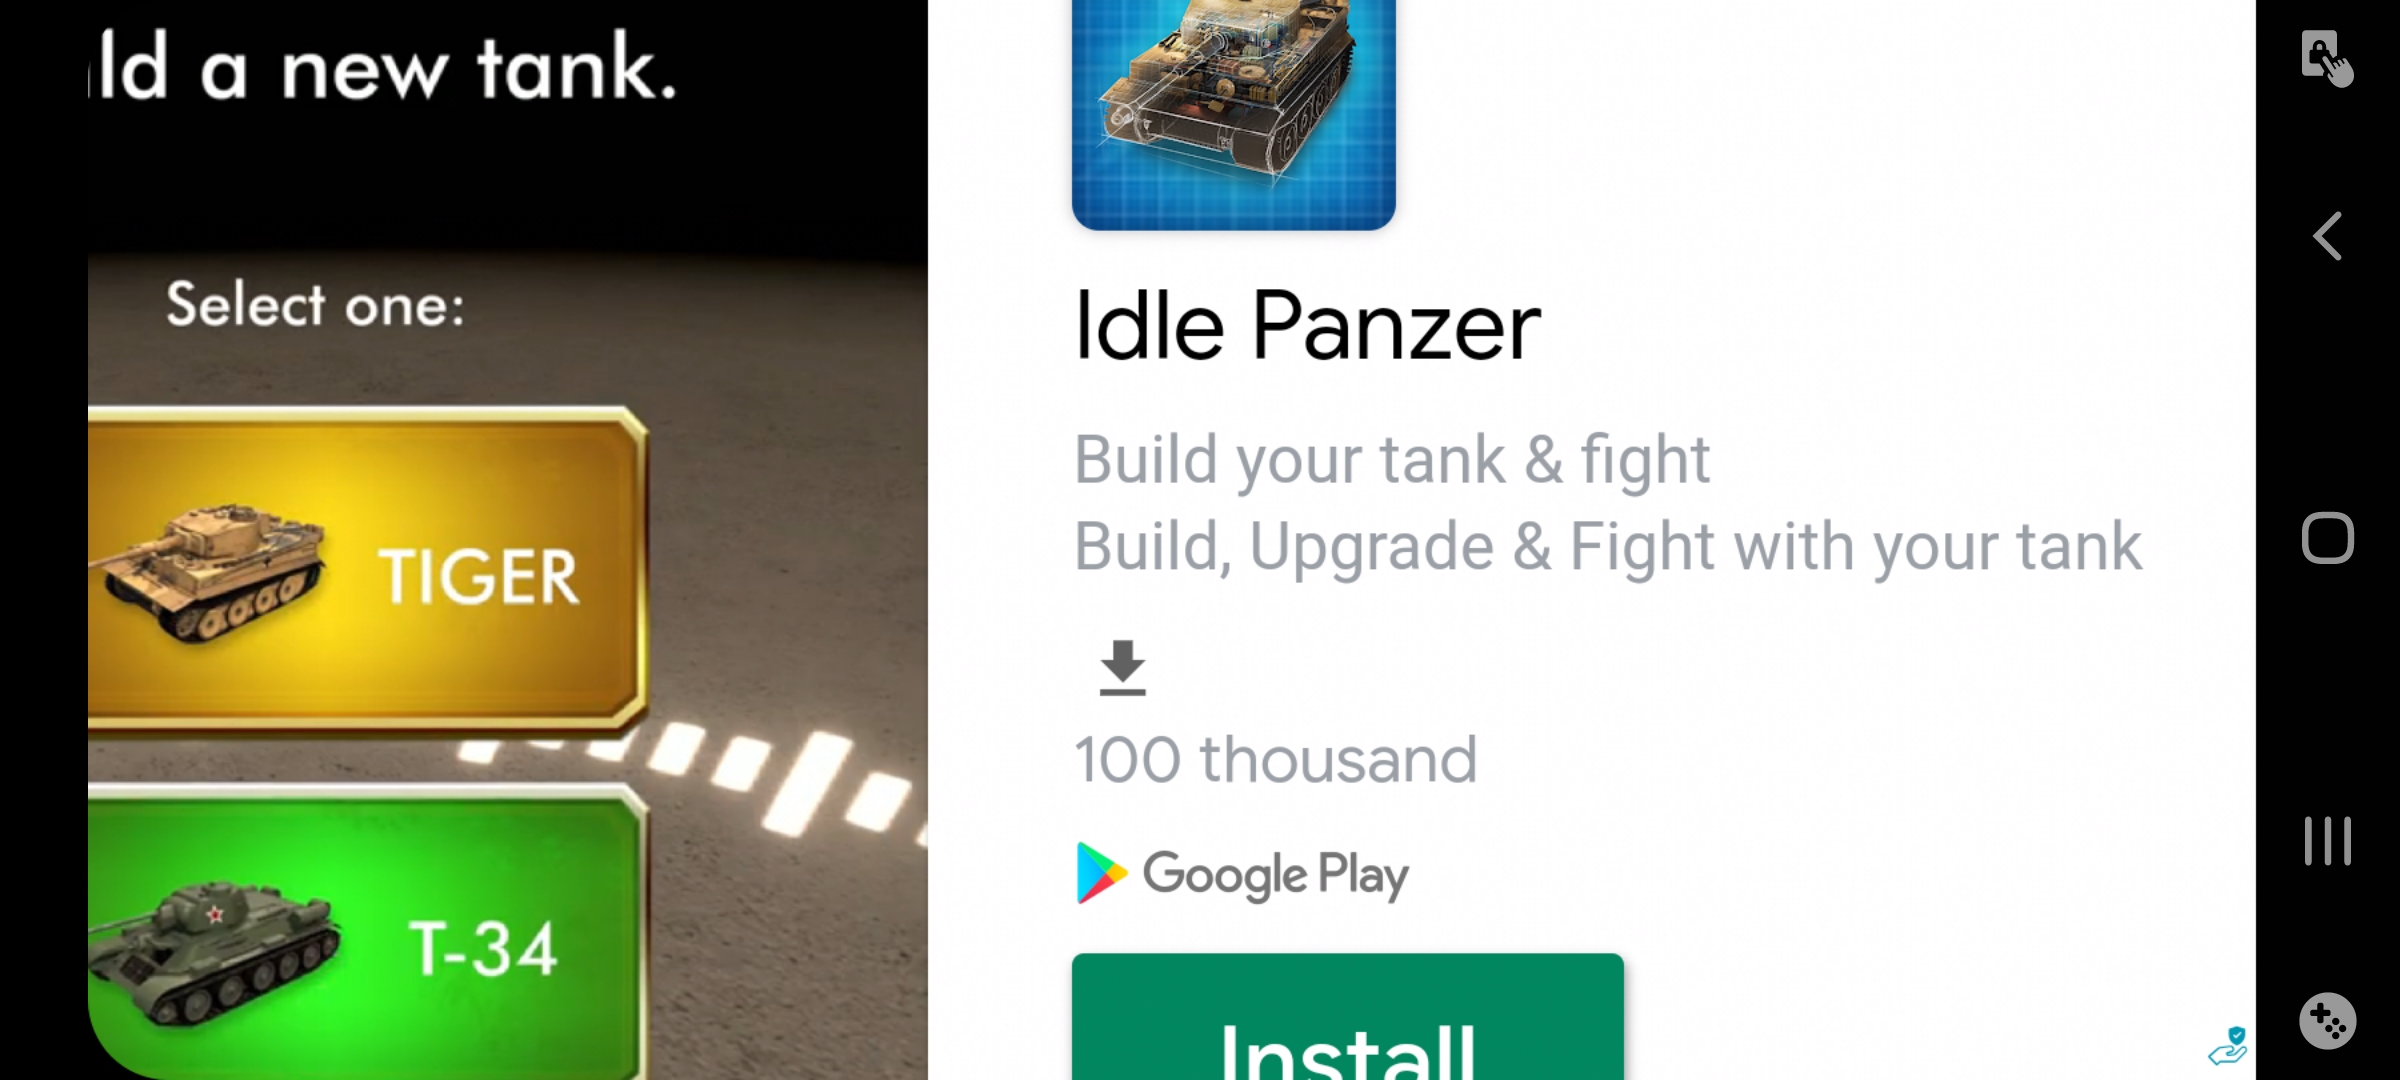 ld a new tank.
Select one:
TIGER
T-34
Idle Panzer
Build your tank & fight
Build, Upgrade & Fight with your tank
100 thousand
Google Play
Install